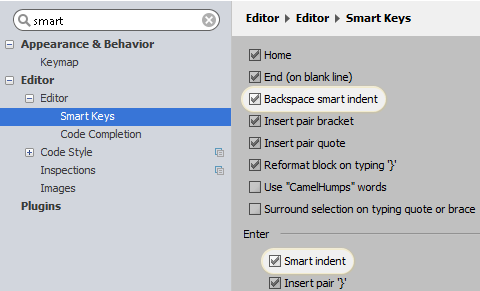 smart
Appearance & Behavior
Keymap
Editor
Editor
Smart Keys
Code Completion
Code Style
Inspections
Images
Plugins
Editor Editor Smart Keys
Home
End (on blank line)
Backspace smart indent
Insert pair bracket
Insert pair quote
Reformat block on typing '}'
Use "CamelHumps" words
Surround selection on typing quote or brace
Enter
Smart indent
Insert pair '}'